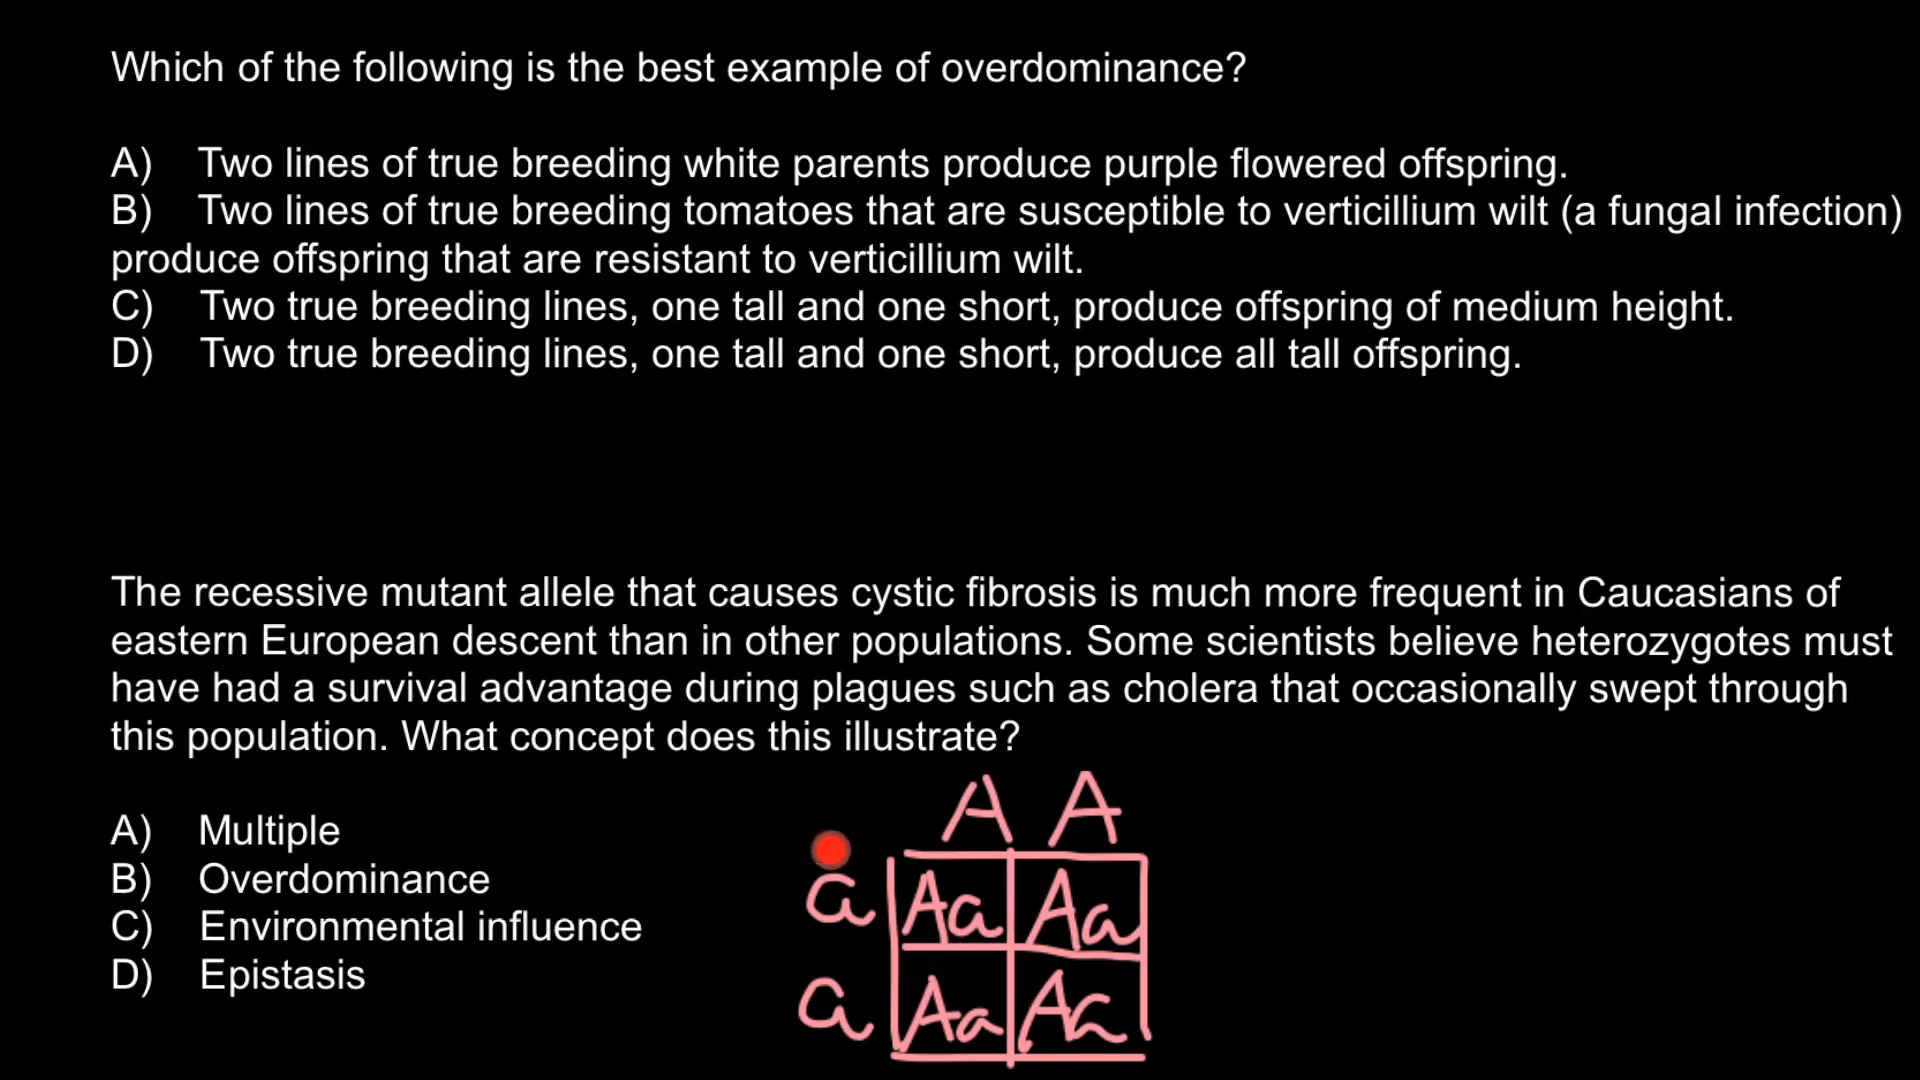 Which of the following is the best example of overdominance?
A) Two lines of true breeding white parents produce purple flowered offspring.
B) Two lines of true breeding tomatoes that are susceptible to verticillium wilt (a fungal infection)
produce offspring that are resistant to verticillium wilt.
C) Two true breeding lines, one tall and one short, produce offspring of medium height.
D) Two true breeding lines, one tall and one short, produce all tall offspring.
The recessive mutant allele that causes cystic fibrosis is much more frequent in Caucasians of
eastern European descent than in other populations. Some scientists believe heterozygotes must
have had a survival advantage during plagues such as cholera that occasionally swept through
this population. What concept does this illustrate?
A) Multiple
B) Overdominance
C) Environmental influence
D) Epistasis
A A
a Aa Aa
a Aa Aa